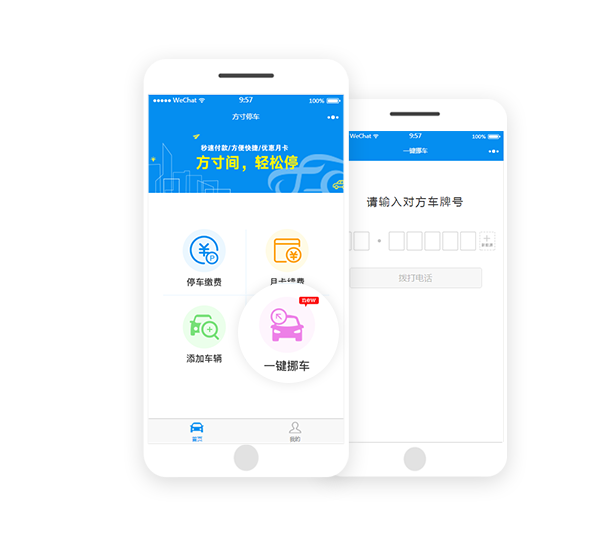 WeChat
9:57
100%
方寸停车
秒速付款/方便快捷/优惠月卡
方寸间，轻松停
停车缴费
月卡续费
添加车辆
new
一键挪车
首页
我的
WeChat
9:57
100%
一键挪车
请输入对方车牌号
拨打电话